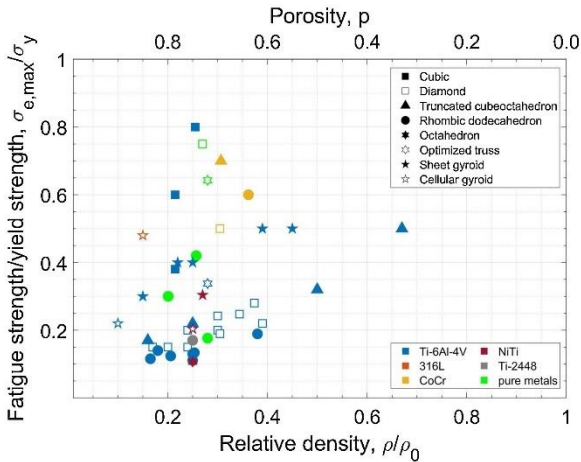 Porosity, p
0.8 0.6 0.4 0.2 0.0
Fatigue strength/yield strength, σe,max/σy
1
0.8
0.6
0.4
0.2
Cubic
Diamond
Truncated cubeoctahedron
Rhombic dodecahedron
Octahedron
Optimized truss
Sheet gyroid
Cellular gyroid
Ti-6Al-4V NiTi
316L Ti-2448
CoCr pure metals
0.2 0.4 0.6 0.8 1
Relative density, ρ/ρ0